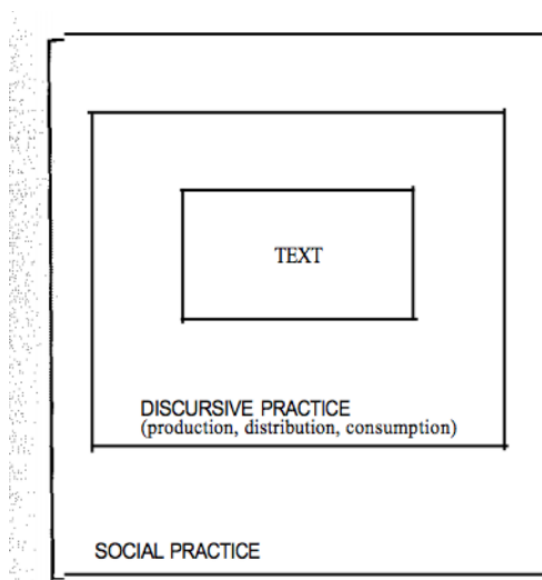 TEXT
DISCURSIVE PRACTICE
(production, distribution, consumption)
SOCIAL PRACTICE